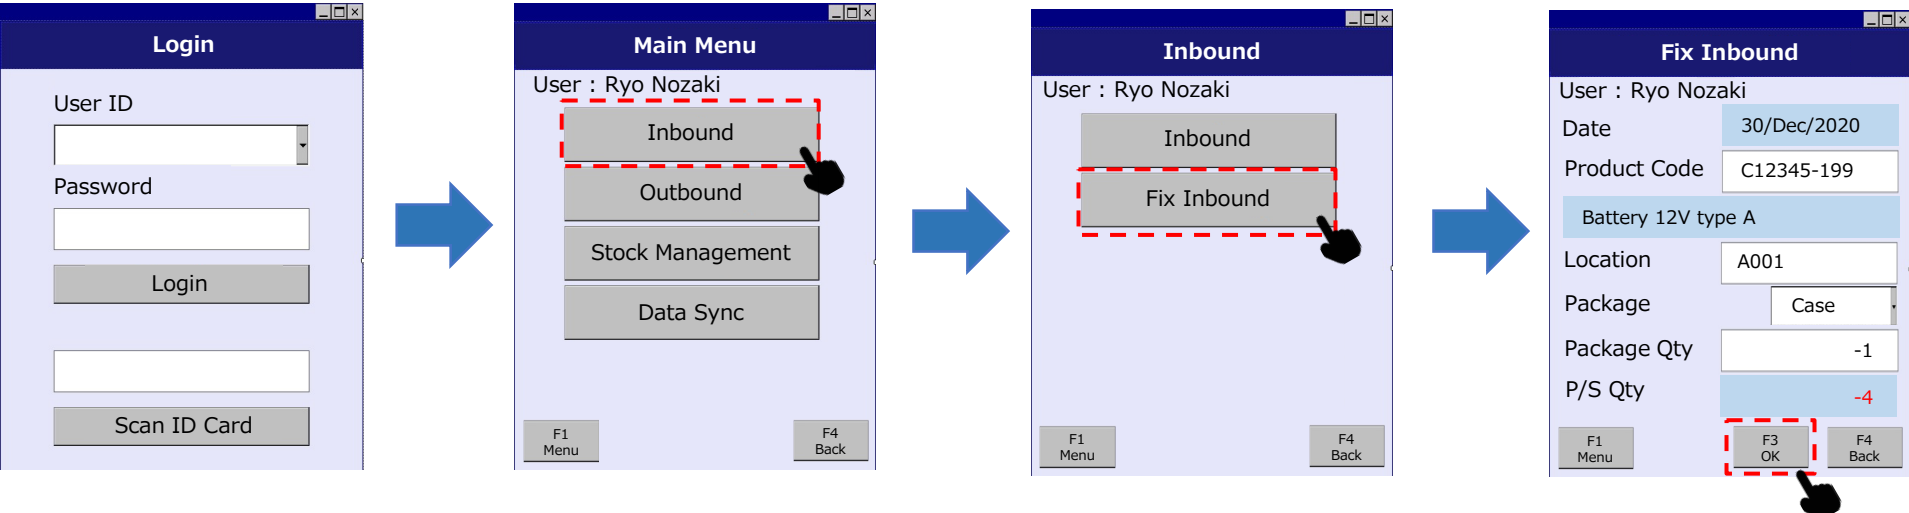 Login
User ID
Password
Login
Scan ID Card
Main Menu
User : Ryo Nozaki
Inbound
Outbound
Stock Management
Data Sync
F1
Menu
F4
Back
Inbound
User : Ryo Nozaki
Inbound
Fix Inbound
F1
Menu
F4
Back
Fix Inbound
User : Ryo Nozaki
Date 30/Dec/2020
Product Code C12345-199
Battery 12V type A
Location A001
Package Case
Package Qty -1
P/S Qty -4
F1
Menu
F3
OK
F4
Back